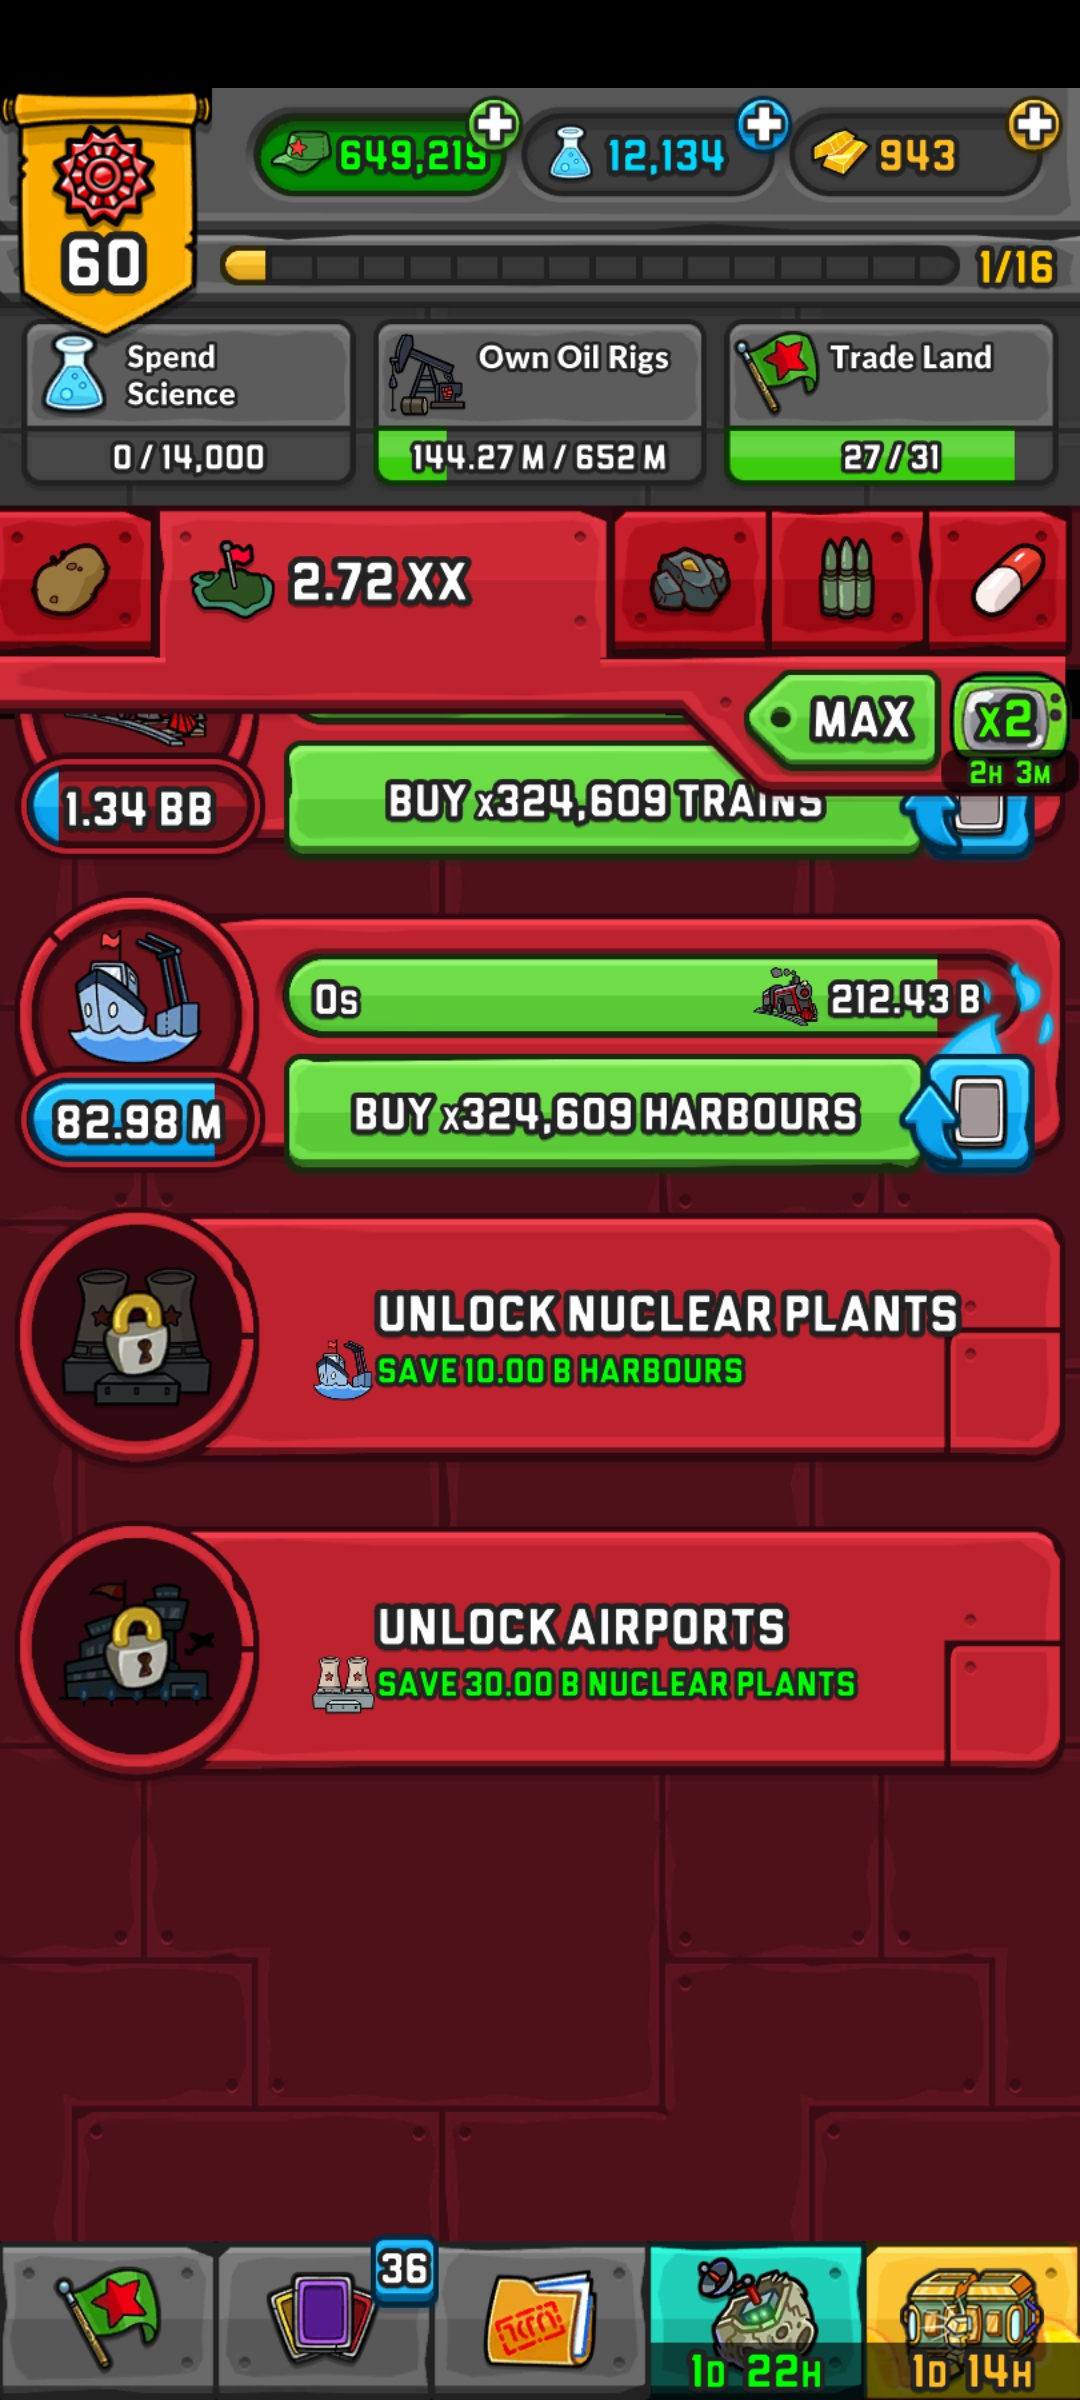 60
649,219
12,134
943
1/16
Spend
Science
0 / 14,000
Own Oil Rigs
144.27 M / 652 M
Trade Land
27 / 31
2.72 XX
MAX
x2
2H 3M
1.34 BB
BUY x324,609 TRAINS
0s
212.43 B
82.98 M
BUY x324,609 HARBOURS
UNLOCK NUCLEAR PLANTS
SAVE 10.00 B HARBOURS
UNLOCK AIRPORTS
SAVE 30.00 B NUCLEAR PLANTS
36
1D 22H
1D 14H